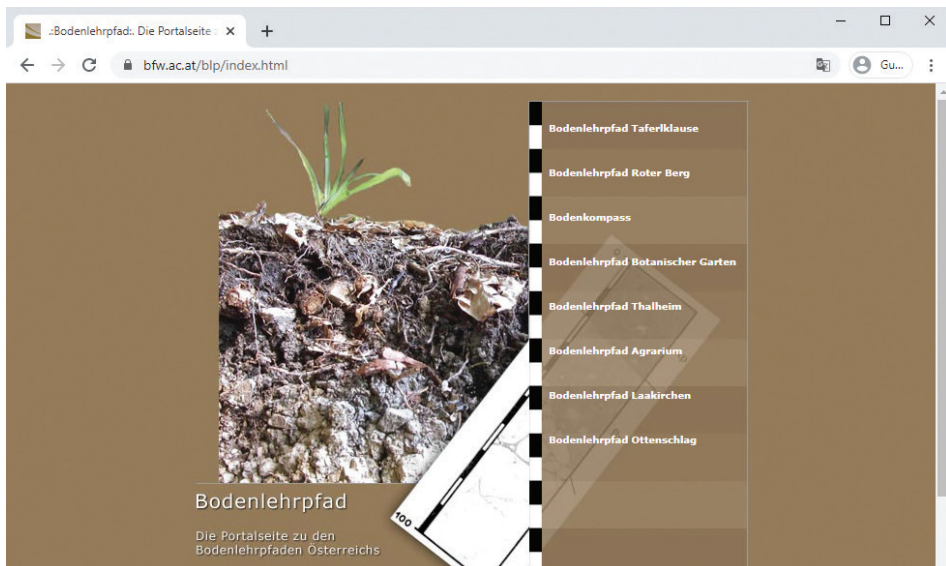 .:Bodenlehrpfad:. Die Portalseite
bfw.ac.at/blp/index.html
Gu...
Bodenlehrpfad Taferlklause
Bodenlehrpfad Roter Berg
Bodenkompass
Bodenlehrpfad Botanischer Garten
Bodenlehrpfad Thalheim
Bodenlehrpfad Agrarium
Bodenlehrpfad Laakirchen
Bodenlehrpfad Ottenschlag
Bodenlehrpfad
100
Die Portalseite zu den
Bodenlehrpfaden Österreichs